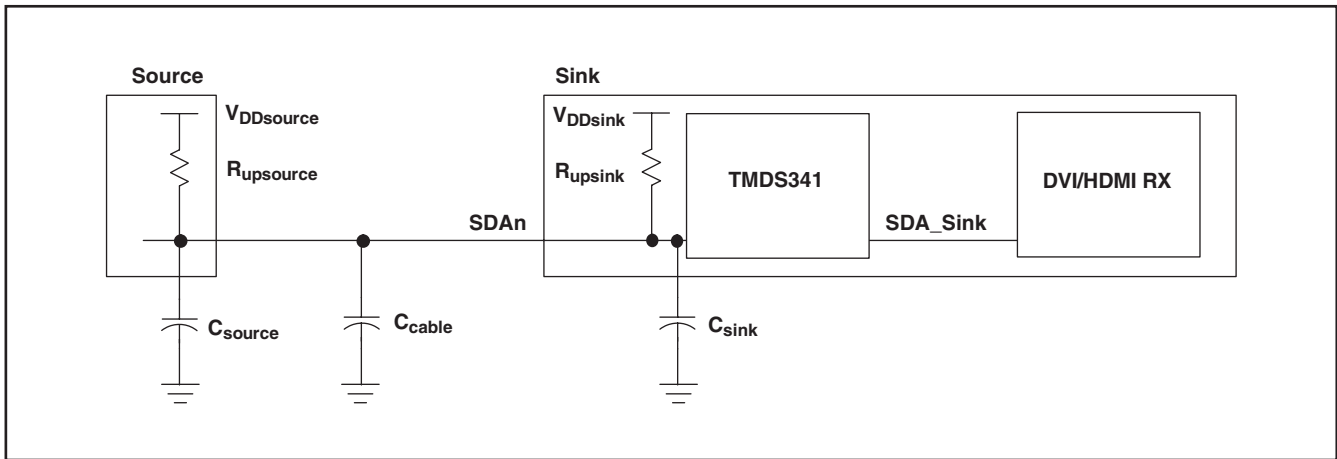 Source
Sink
VDDsource
VDDsink
Rupsource
Rupsink
TMDS341
DVI/HDMI RX
SDAn
SDA_Sink
Csource
Ccable
Csink